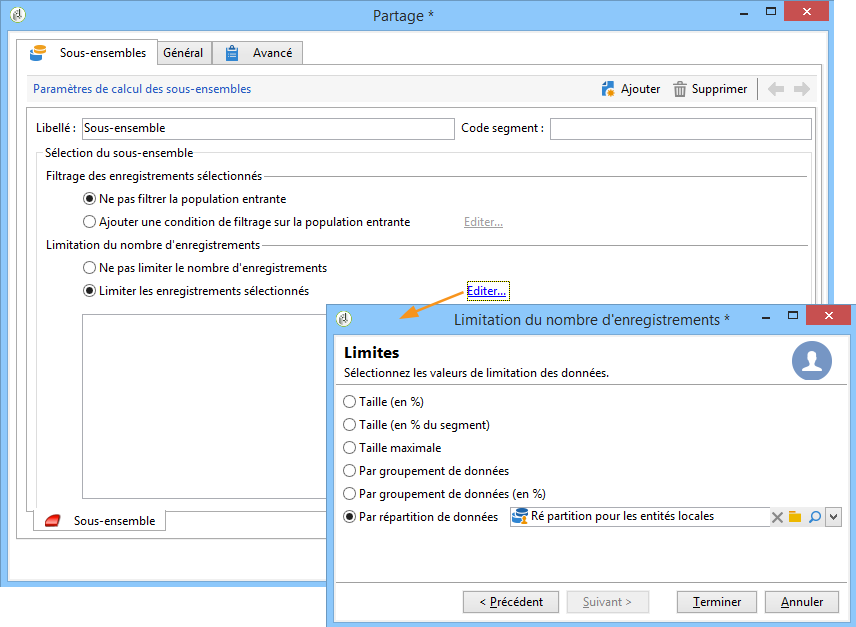 Partage *
Sous-ensembles
Général
Avancé
Paramètres de calcul des sous-ensembles
Ajouter
Supprimer
Libellé :
Sous-ensemble
Code segment :
Sélection du sous-ensemble
Filtrage des enregistrements sélectionnés
Ne pas filtrer la population entrante
Ajouter une condition de filtrage sur la population entrante
Editer...
Limitation du nombre d'enregistrements
Ne pas limiter le nombre d'enregistrements
Limiter les enregistrements sélectionnés
Editer...
Sous-ensemble
Limitation du nombre d'enregistrements *
Limites
Sélectionnez les valeurs de limitation des données.
Taille (en %)
Taille (en % du segment)
Taille maximale
Par groupement de données
Par groupement de données (en %)
Par répartition de données
Ré partition pour les entités locales
< Précédent
Suivant >
Terminer
Annuler